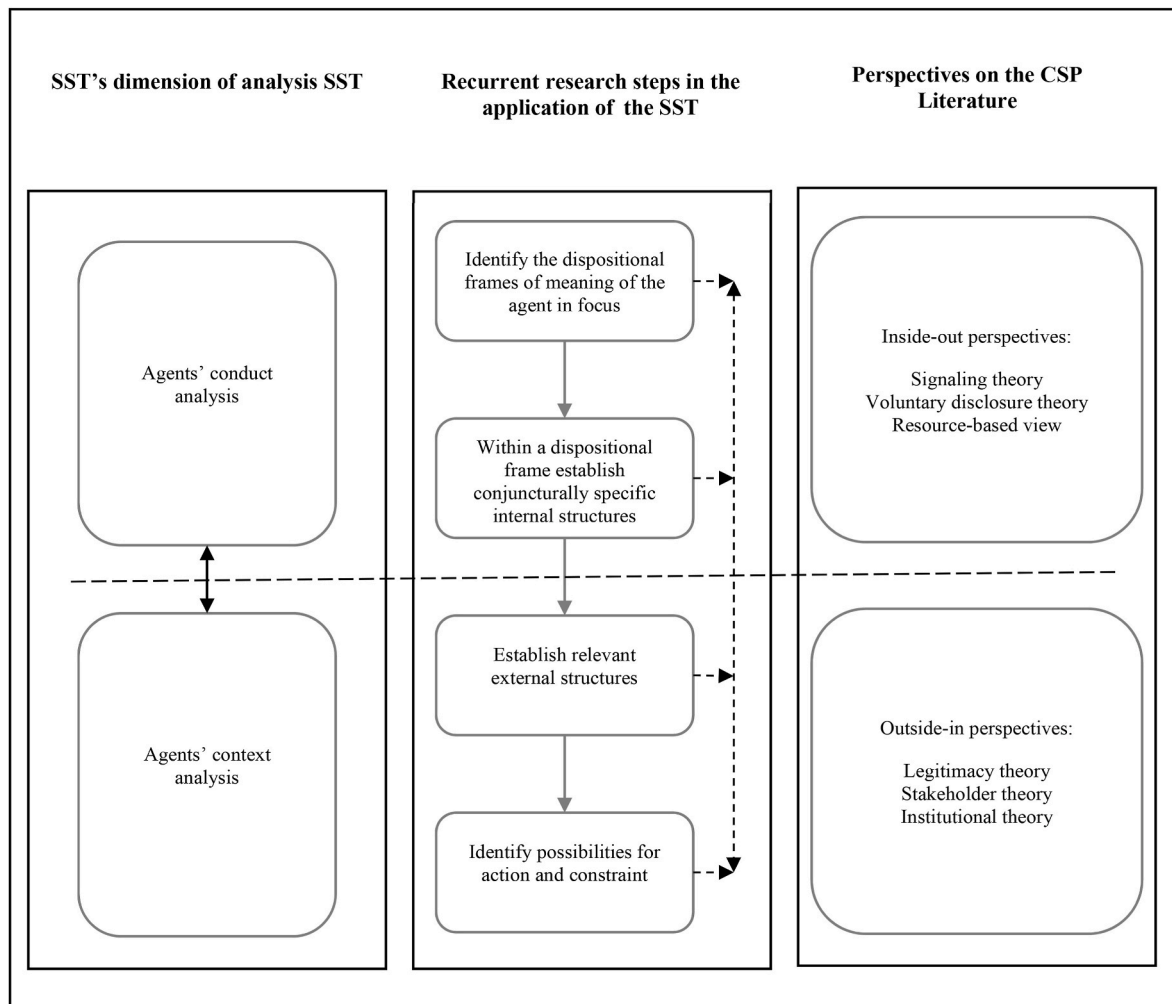 SST's dimension of analysis SST
Recurrent research steps in the
application of the SST
Perspectives on the CSP
Literature
Agents' conduct
analysis
Agents' context
analysis
Identify the dispositional
frames of meaning of the
agent in focus
Within a dispositional
frame establish
conjuncturally specific
internal structures
Establish relevant
external structures
Identify possibilities for
action and constraint
Inside-out perspectives:
Signaling theory
Voluntary disclosure theory
Resource-based view
Outside-in perspectives:
Legitimacy theory
Stakeholder theory
Institutional theory